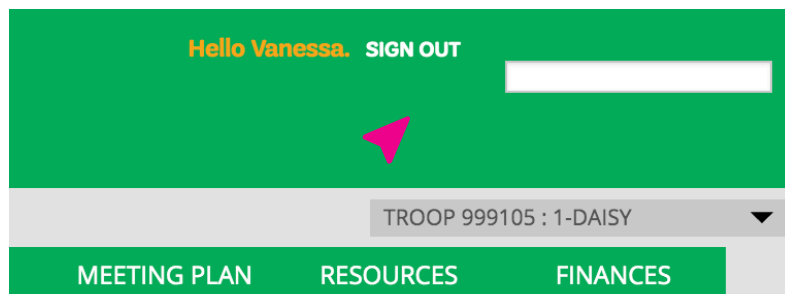 Hello Vanessa. SIGN OUT
TROOP 999105 : 1-DAISY
MEETING PLAN RESOURCES FINANCES